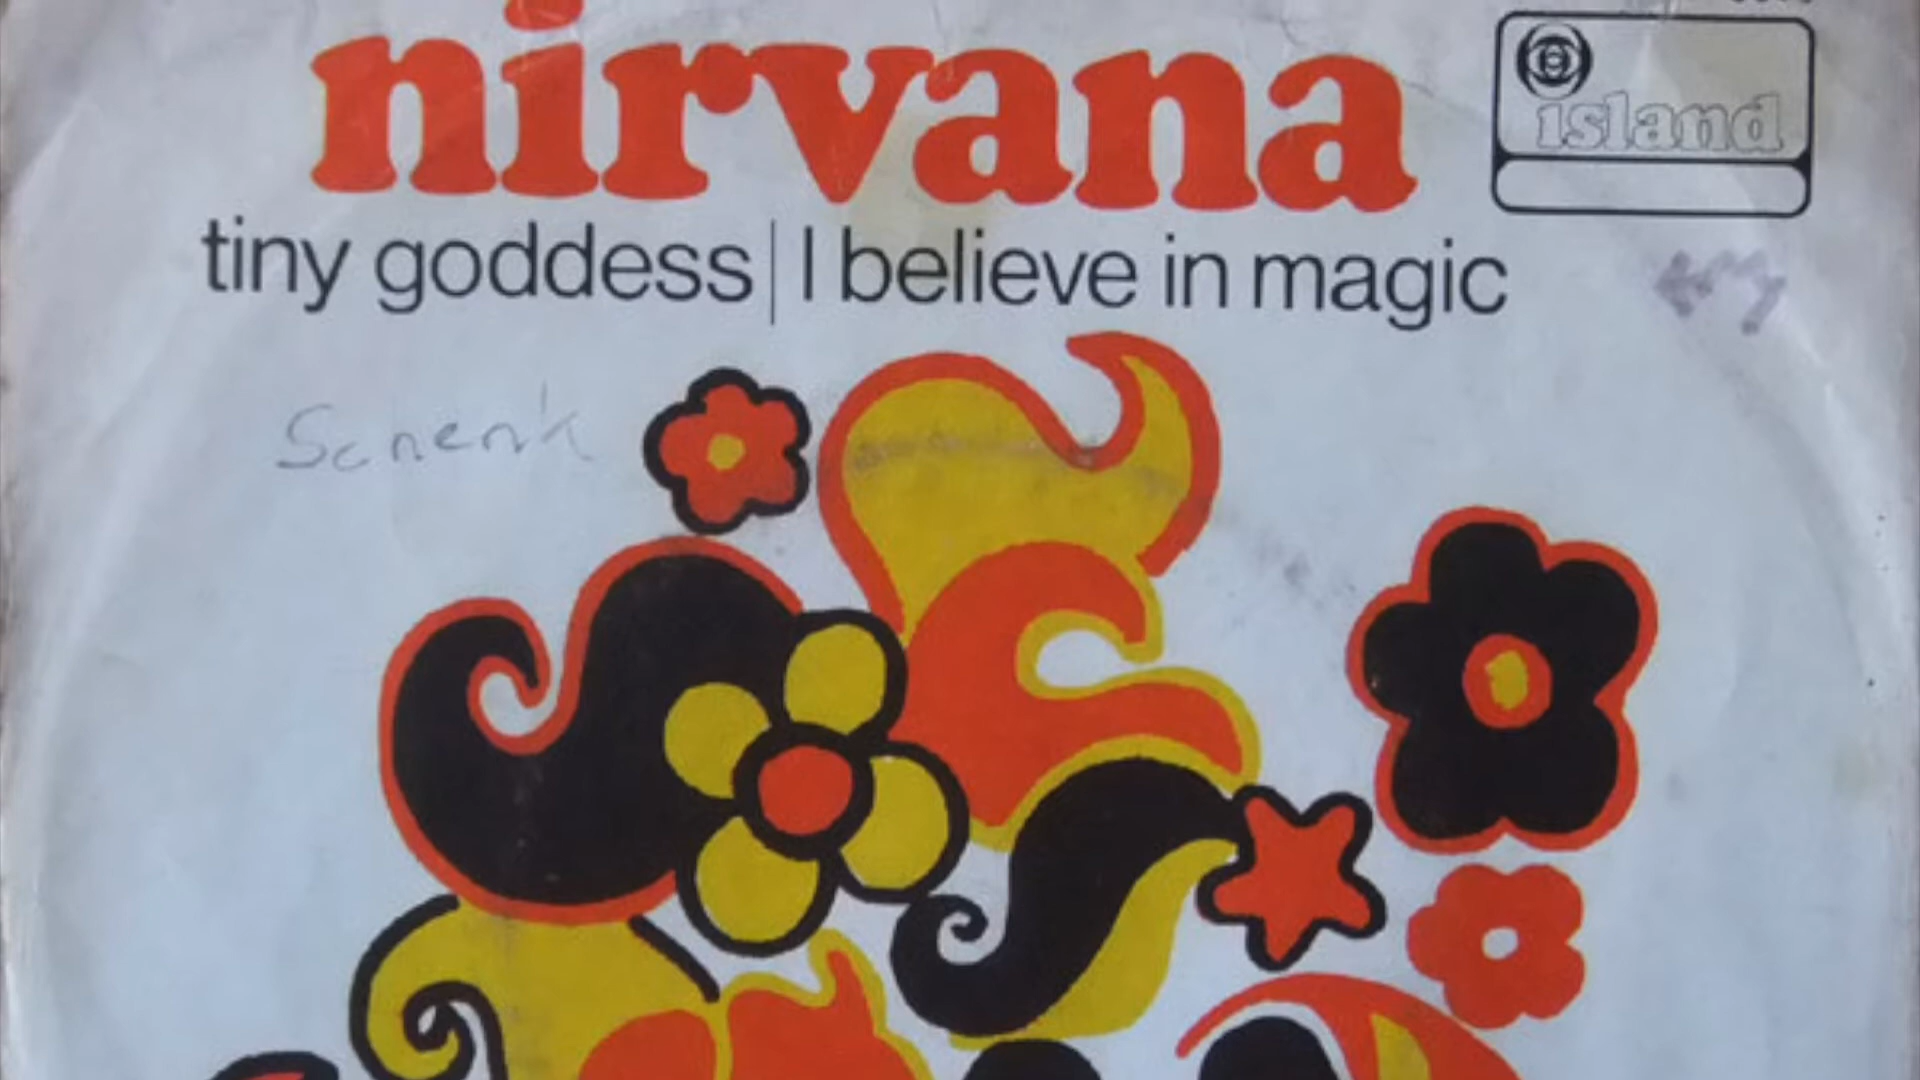 nirvana
island
tiny goddess | I believe in magic
Schenk